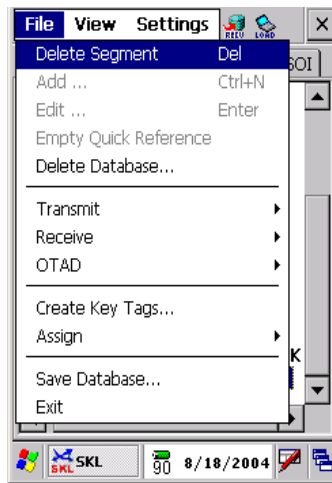 File View Settings RECV LOAD X
Delete Segment Del
SOI
Add ... Ctrl+N
Edit ... Enter
Empty Quick Reference
Delete Database...
Transmit
Receive
OTAD
Create Key Tags...
Assign
K
Save Database...
Exit
SKL SKL 90 8/18/2004